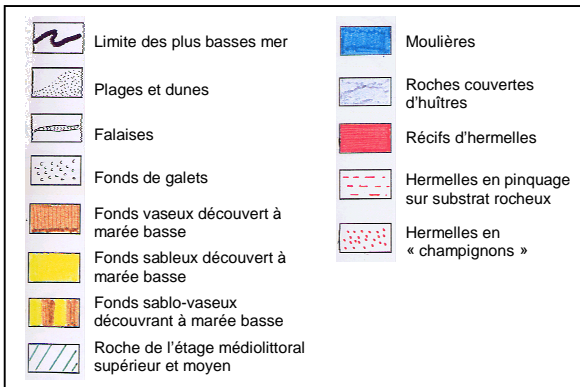 Limite des plus basses mer
Plages et dunes
Falaises
Fonds de galets
Fonds vaseux découvert à
marée basse
Fonds sableux découvert à
marée basse
Fonds sablo-vaseux
découvrant à marée basse
Roche de l'étage médiolittoral
supérieur et moyen
Moulières
Roches couvertes
d'huîtres
Récifs d'hermelles
Hermelles en pinquage
sur substrat rocheux
Hermelles en
« champignons »